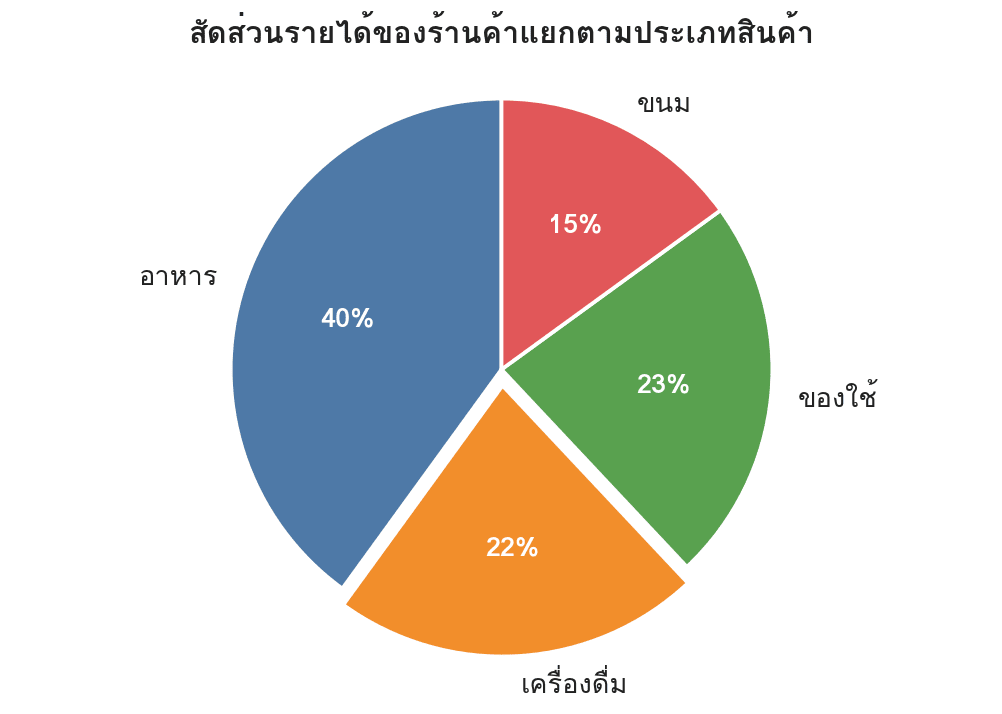 สัดส่วนรายได้ของร้านค้าแยกตามประเภทสินค้า
ขนม
15%
อาหาร
40%
23%
ของใช้
22%
เครื่องดื่ม